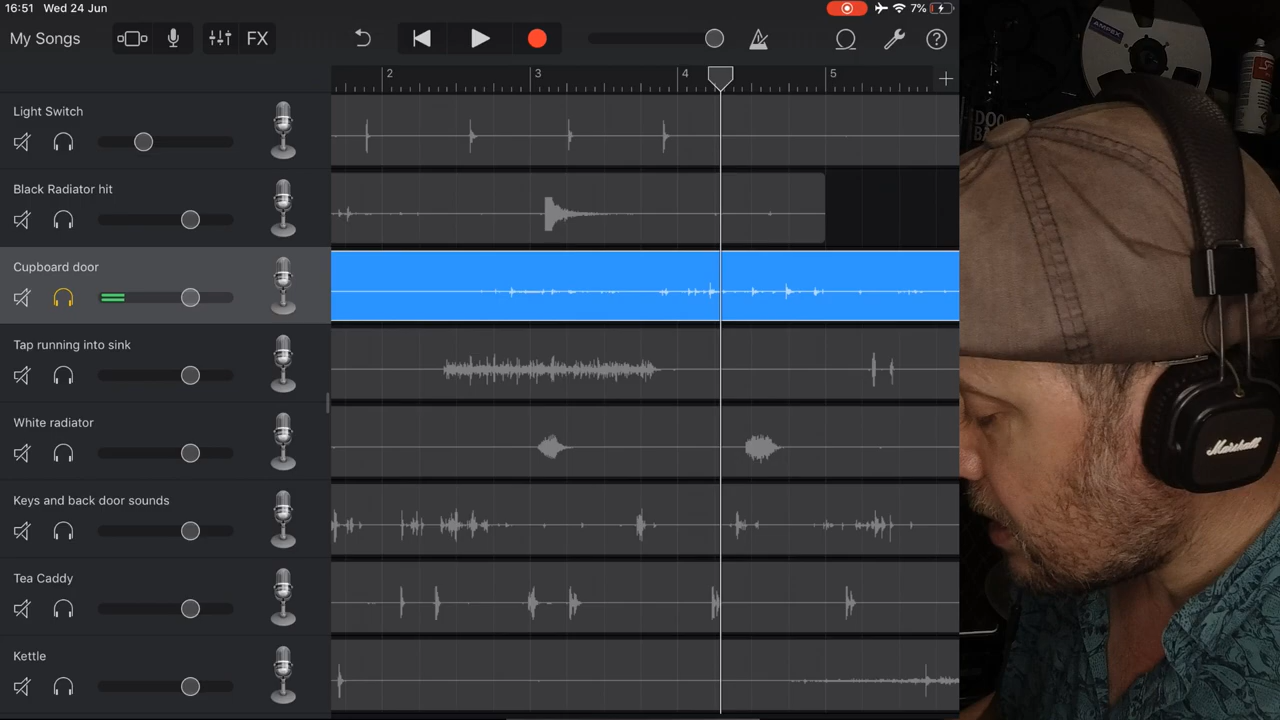 16:51 Wed 24 Jun 7%
My Songs FX
2 3 4 5
Light Switch
Black Radiator hit
Cupboard door
Tap running into sink
White radiator
Keys and back door sounds
Tea Caddy
Kettle
AMPEX
Marshall